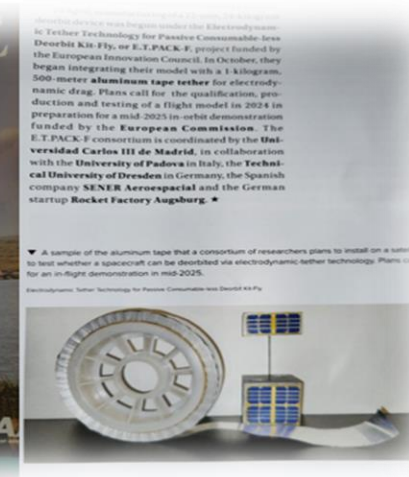 deorbit device was begun under the Electrodynam-
ic Tether Technology for Passive Consumable-less
Deorbit Kit-Fly, or E.T.PACK-F, project funded by
the European Innovation Council. In October, they
began integrating their model with a 1-kilogram,
500-meter aluminum tape tether for electrody-
namic drag. Plans call for the qualification, pro-
duction and testing of a flight model in 2024 in
preparation for a mid-2025 in-orbit demonstration
funded by the European Commission. The
E.T.PACK-F consortium is coordinated by the Uni-
versidad Carlos III de Madrid, in collaboration
with the University of Padova in Italy, the Techni-
cal University of Dresden in Germany, the Spanish
company SENER Aeroespacial and the German
startup Rocket Factory Augsburg. ★
▼ A sample of the aluminum tape that a consortium of researchers plans to install on a
to test whether a spacecraft can be deorbited via electrodynamic-tether technology. Plans
for an in-flight demonstration in mid-2025.
Electrodynamic Tether Technology for Passive Consumable-less Deorbit Kit-Fly